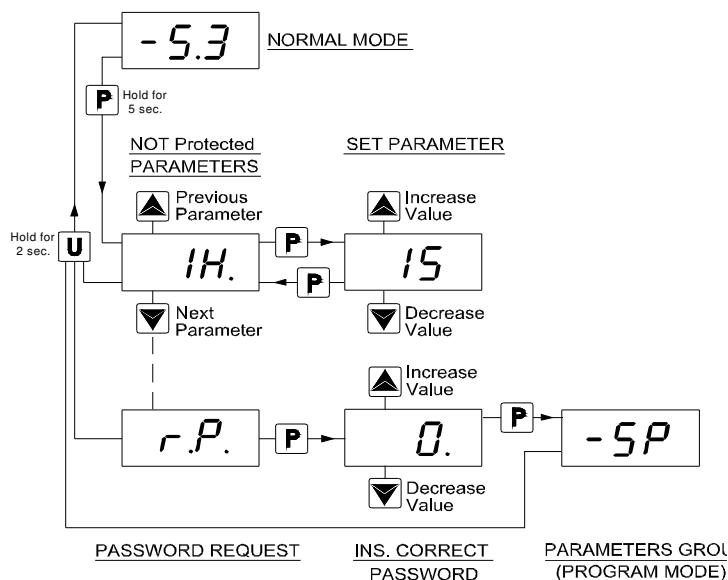 -5.3
NORMAL MODE
P
Hold for
5 sec.
NOT Protected
PARAMETERS
SET PARAMETER
Previous
Parameter
Increase
Value
Hold for
2 sec.
U
1H.
P
P
15
Next
Parameter
Decrease
Value
Increase
Value
r.P.
P
0.
P
-SP
Decrease
Value
PASSWORD REQUEST
INS. CORRECT
PASSWORD
PARAMETERS GROU
(PROGRAM MODE)